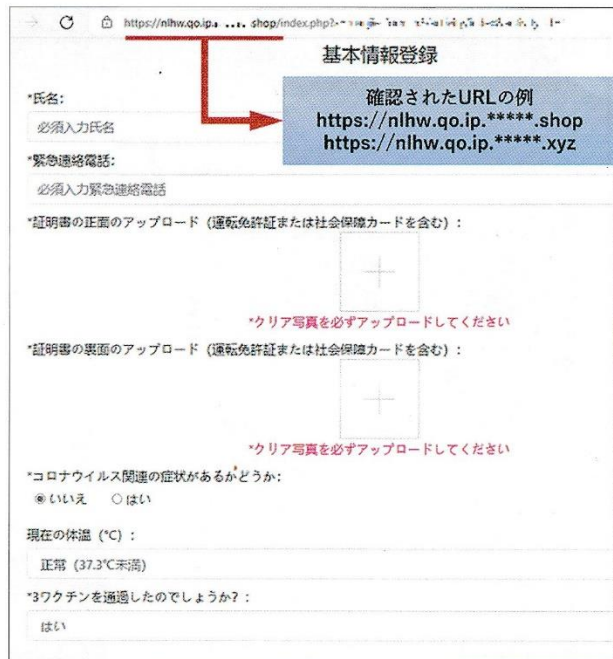 https://nlhw.qo.ip. shop/index.php?
基本情報登録
確認されたURLの例
https://nlhw.qo.ip.*****.shop
https://nlhw.qo.ip.*****.xyz
*氏名:
必須入力氏名
*緊急連絡電話:
必须入力緊急連絡電話
*証明書の正面のアップロード (運転免許証または社会保障カードを含む) :
*クリア写真を必ずアップロードしてください
*証明書の裏面のアップロード (運転免許証または社会保障カードを含む) :
*クリア写真を必ずアップロードしてください
*コロナウイルス関連の症状があるかどうか:
いいえ はい
現在の体温 (°C) :
正常 (37.3°C未満)
*3ワクチンを通過したのでしょうか? :
はい